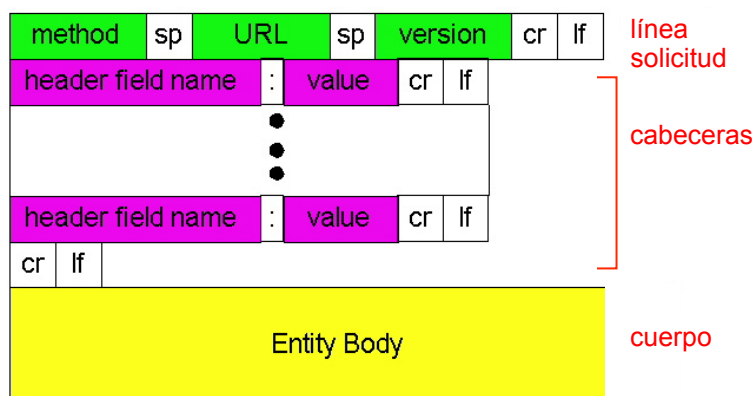 method sp URL sp version cr lf
línea
solicitud
header field name : value cr lf
cabeceras
header field name : value cr lf
cr lf
Entity Body
cuerpo